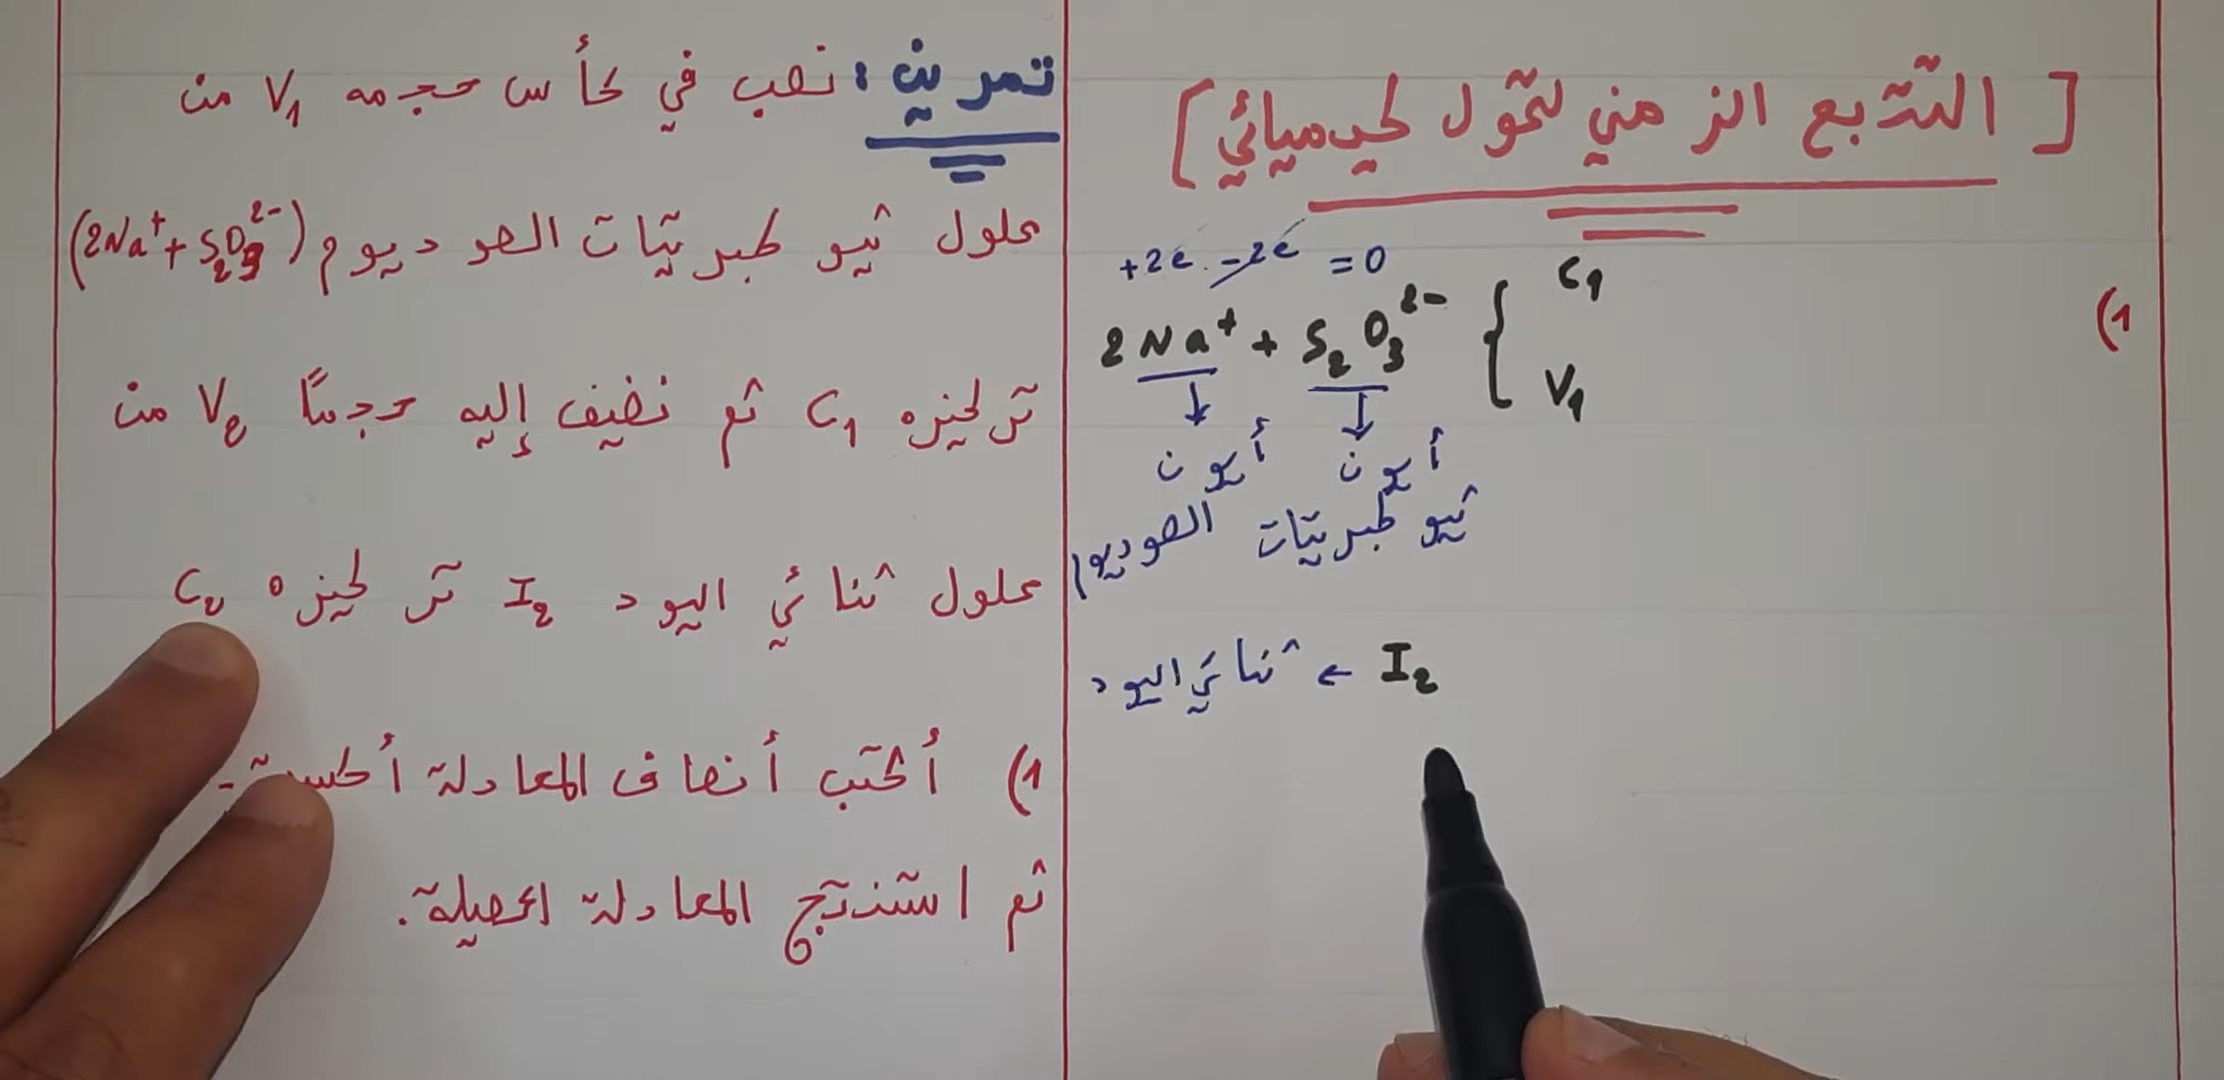 [ التتبع الزمني لتحول كيميائي ]
1)
+2e⁻ -2e⁻ = 0
2Na⁺ + S₂O₃²⁻ { C₁ V₁
أيون أيون
ثيو كبريتات الصوديوم
I₂ → ثنائي اليود
تمرين : نصب في كأس حجمه V₁ من
محلول ثيو كبريتات الصوديوم (2Na⁺ + S₂O₃²⁻)
تركيزه C₁ ثم نضيف إليه حجمًا V₂ من
محلول ثنائي اليود I₂ تركيزه C₂
1) أكتب أنصاف المعادلة
ثم استنتج المعادلة الحصيلة.